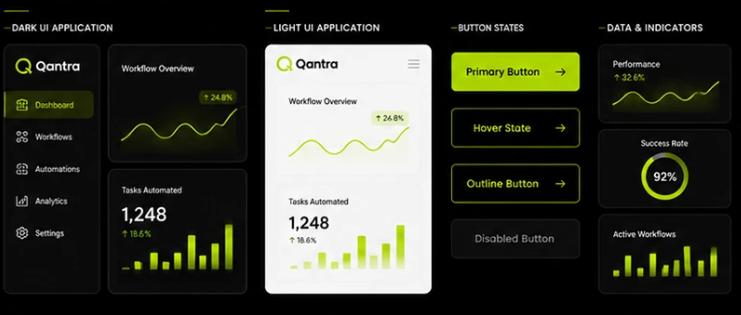 DARK UI APPLICATION
Qantra
Dashboard
Workflows
Automations
Analytics
Settings
Workflow Overview
↑ 24.8%
Tasks Automated
1,248
↑ 18.6%
LIGHT UI APPLICATION
Qantra
Workflow Overview
↑ 26.8%
Tasks Automated
1,248
↑ 18.6%
BUTTON STATES
Primary Button →
Hover State →
Outline Button →
Disabled Button
DATA & INDICATORS
Performance
↑ 32.6%
Success Rate
92%
Active Workflows